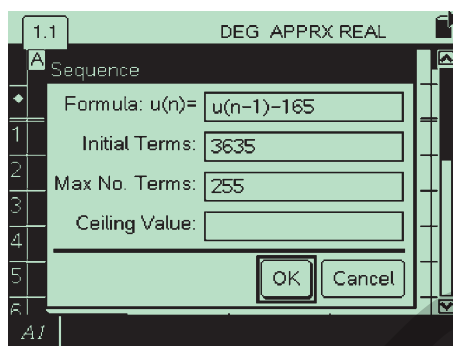 1.1 DEG APPRX REAL
A
Sequence
Formula: u(n)= u(n-1)-165
1
Initial Terms: 3635
2
Max No. Terms: 255
3
Ceiling Value:
4
5
OK Cancel
6
A1